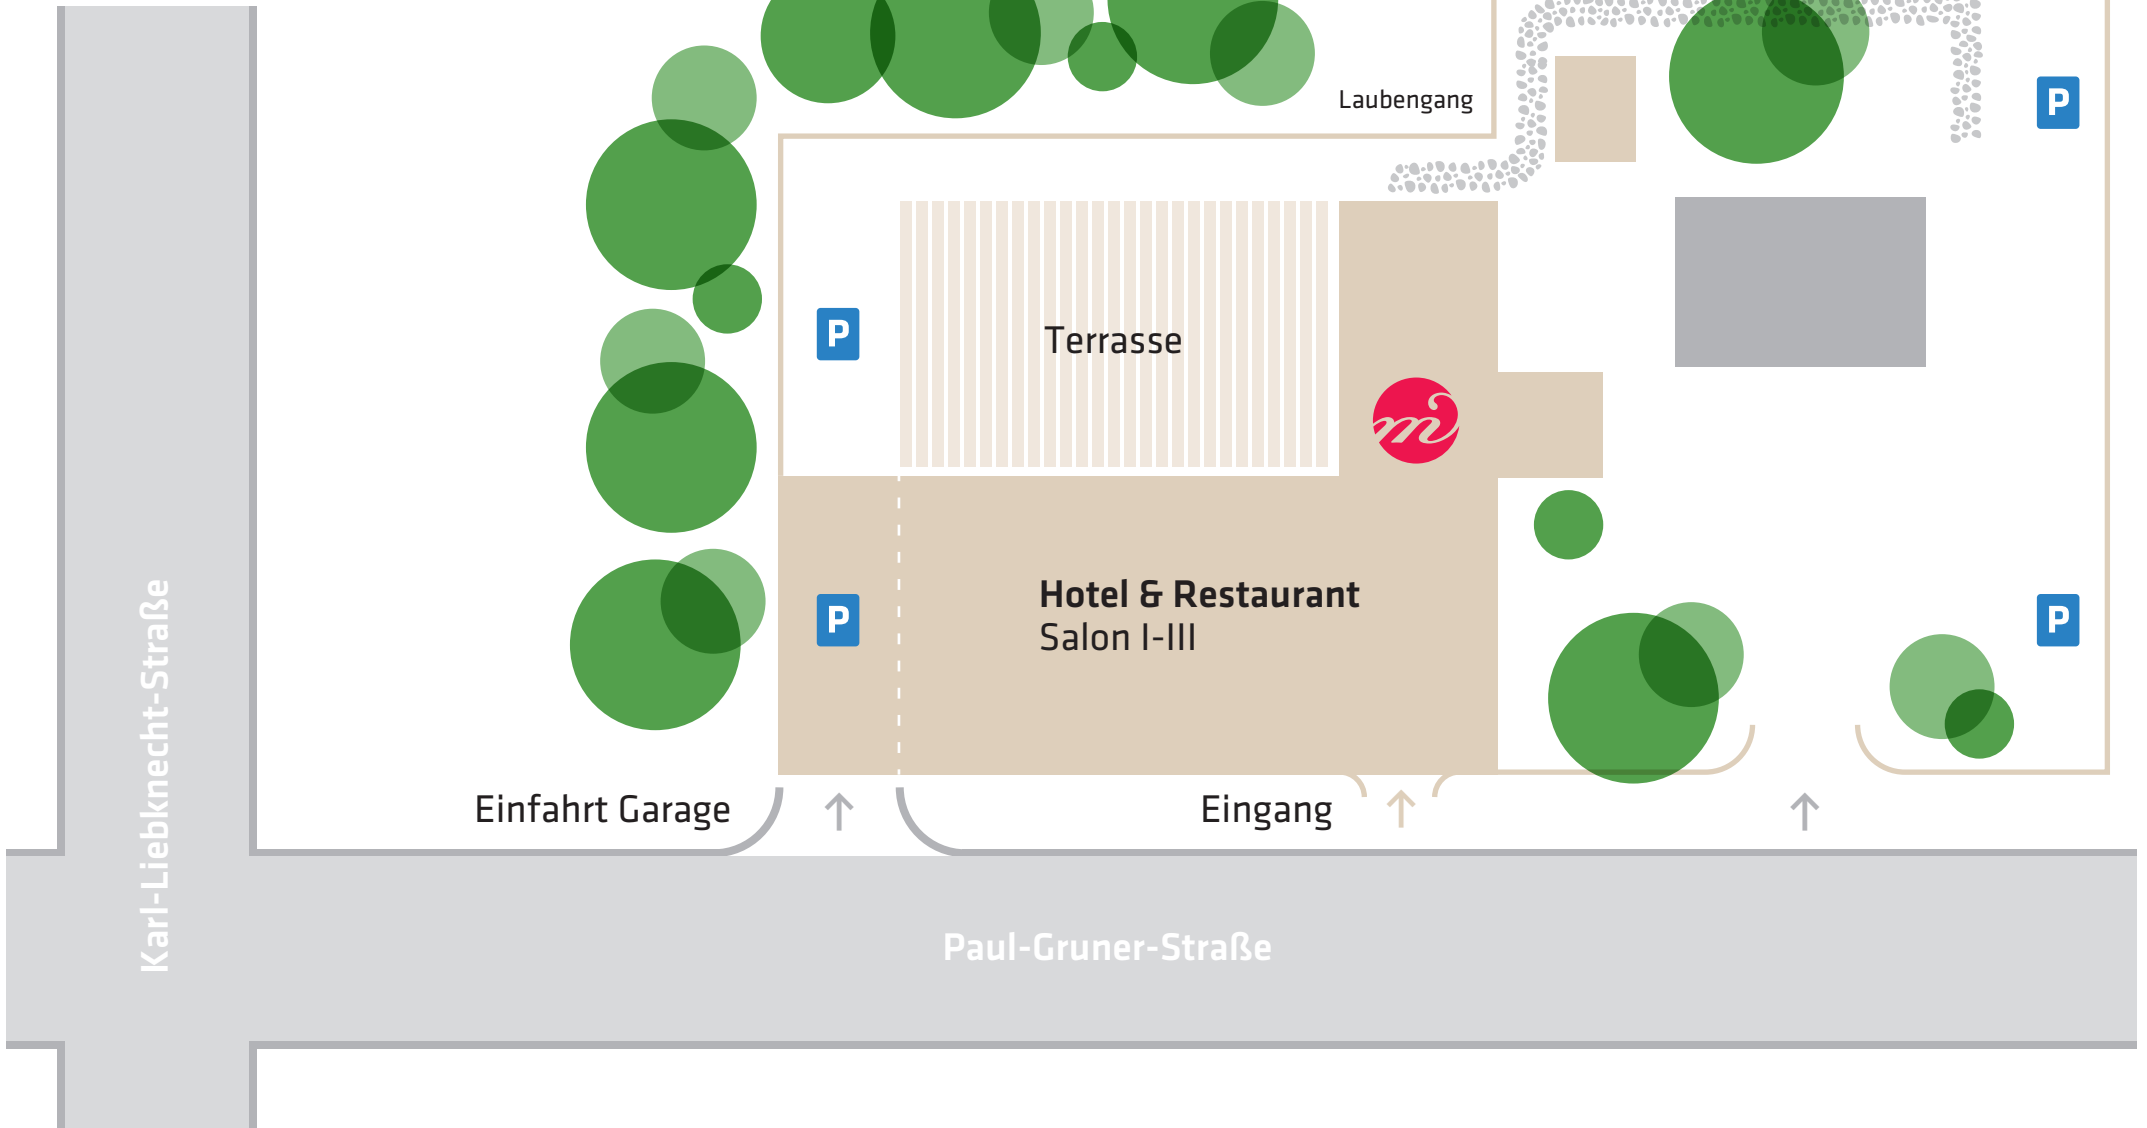 Laubengang
P
P
Terrasse
m
Hotel & Restaurant
Salon I-III
P
P
Einfahrt Garage
Eingang
Karl-Liebknecht-Straße
Paul-Gruner-Straße